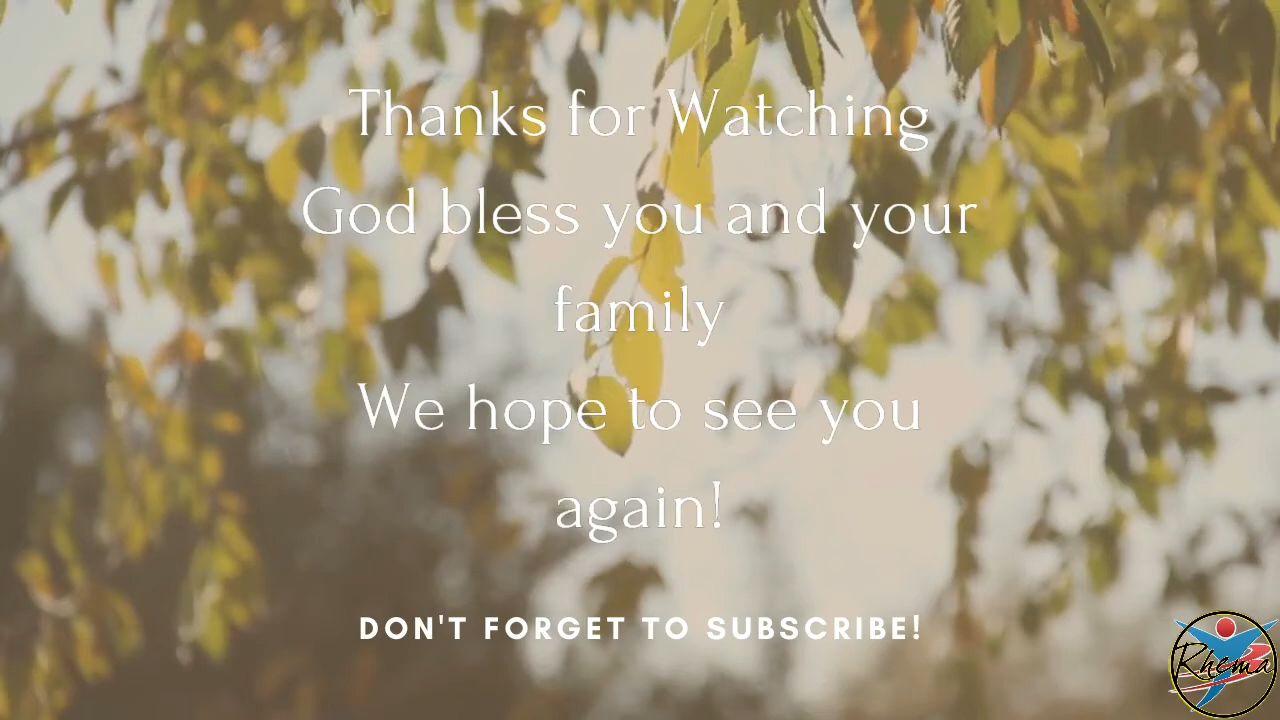 Thanks for Watching
God bless you and your
family
We hope to see you
again!
DON'T FORGET TO SUBSCRIBE!
Rhema